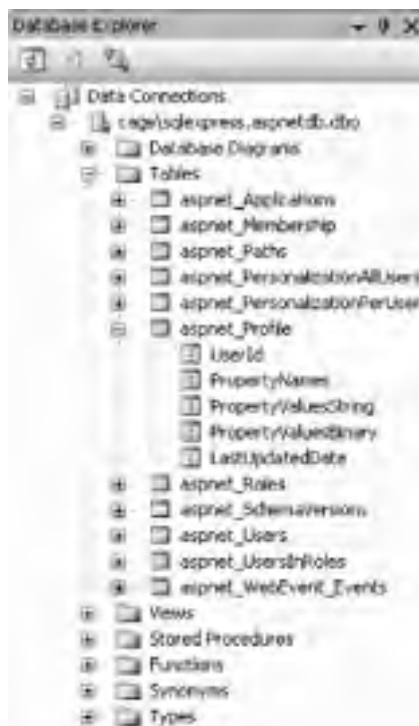 Database Explorer
Data Connections
cage\sqlexpress.aspnetdb.dbo
Database Diagrams
Tables
aspnet_Applications
aspnet_Membership
aspnet_Paths
aspnet_PersonalizationAllUsers
aspnet_PersonalizationPerUser
aspnet_Profile
UserId
PropertyNames
PropertyValuesString
PropertyValuesBinary
LastUpdatedDate
aspnet_Roles
aspnet_SchemaVersions
aspnet_Users
aspnet_UsersInRoles
aspnet_WebEvent_Events
Views
Stored Procedures
Functions
Synonyms
Types